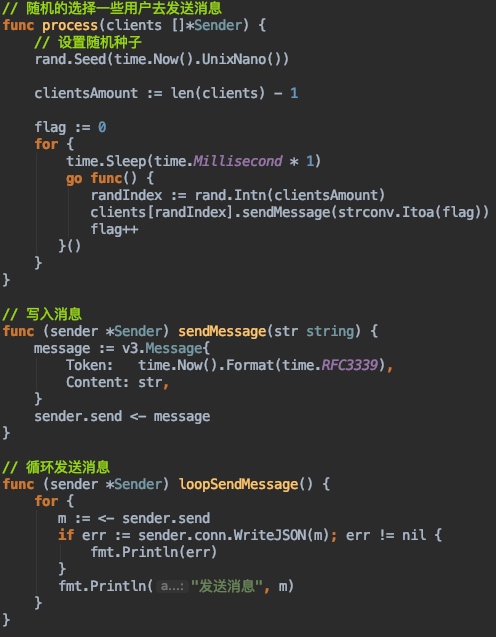 // 随机的选择一些用户去发送消息
func process(clients []*Sender) {
    // 设置随机种子
    rand.Seed(time.Now().UnixNano())

    clientsAmount := len(clients) - 1

    flag := 0
    for {
        time.Sleep(time.Millisecond * 1)
        go func() {
            randIndex := rand.Intn(clientsAmount)
            clients[randIndex].sendMessage(strconv.Itoa(flag))
            flag++
        }()
    }
}

// 写入消息
func (sender *Sender) sendMessage(str string) {
    message := v3.Message{
        Token:   time.Now().Format(time.RFC3339),
        Content: str,
    }
    sender.send <- message
}

// 循环发送消息
func (sender *Sender) loopSendMessage() {
    for {
        m := <- sender.send
        if err := sender.conn.WriteJSON(m); err != nil {
            fmt.Println(err)
        }
        fmt.Println( a...: "发送消息", m)
    }
}